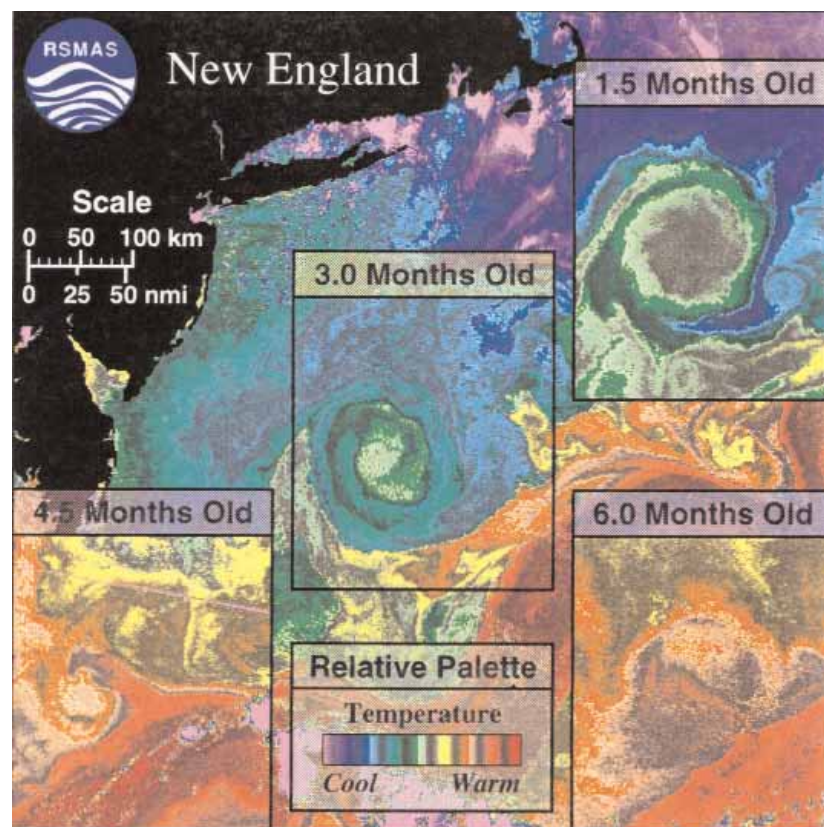 RSMAS
New England
1.5 Months Old
Scale
0 50 100 km
0 25 50 nmi
3.0 Months Old
4.5 Months Old
6.0 Months Old
Relative Palette
Temperature
Cool Warm